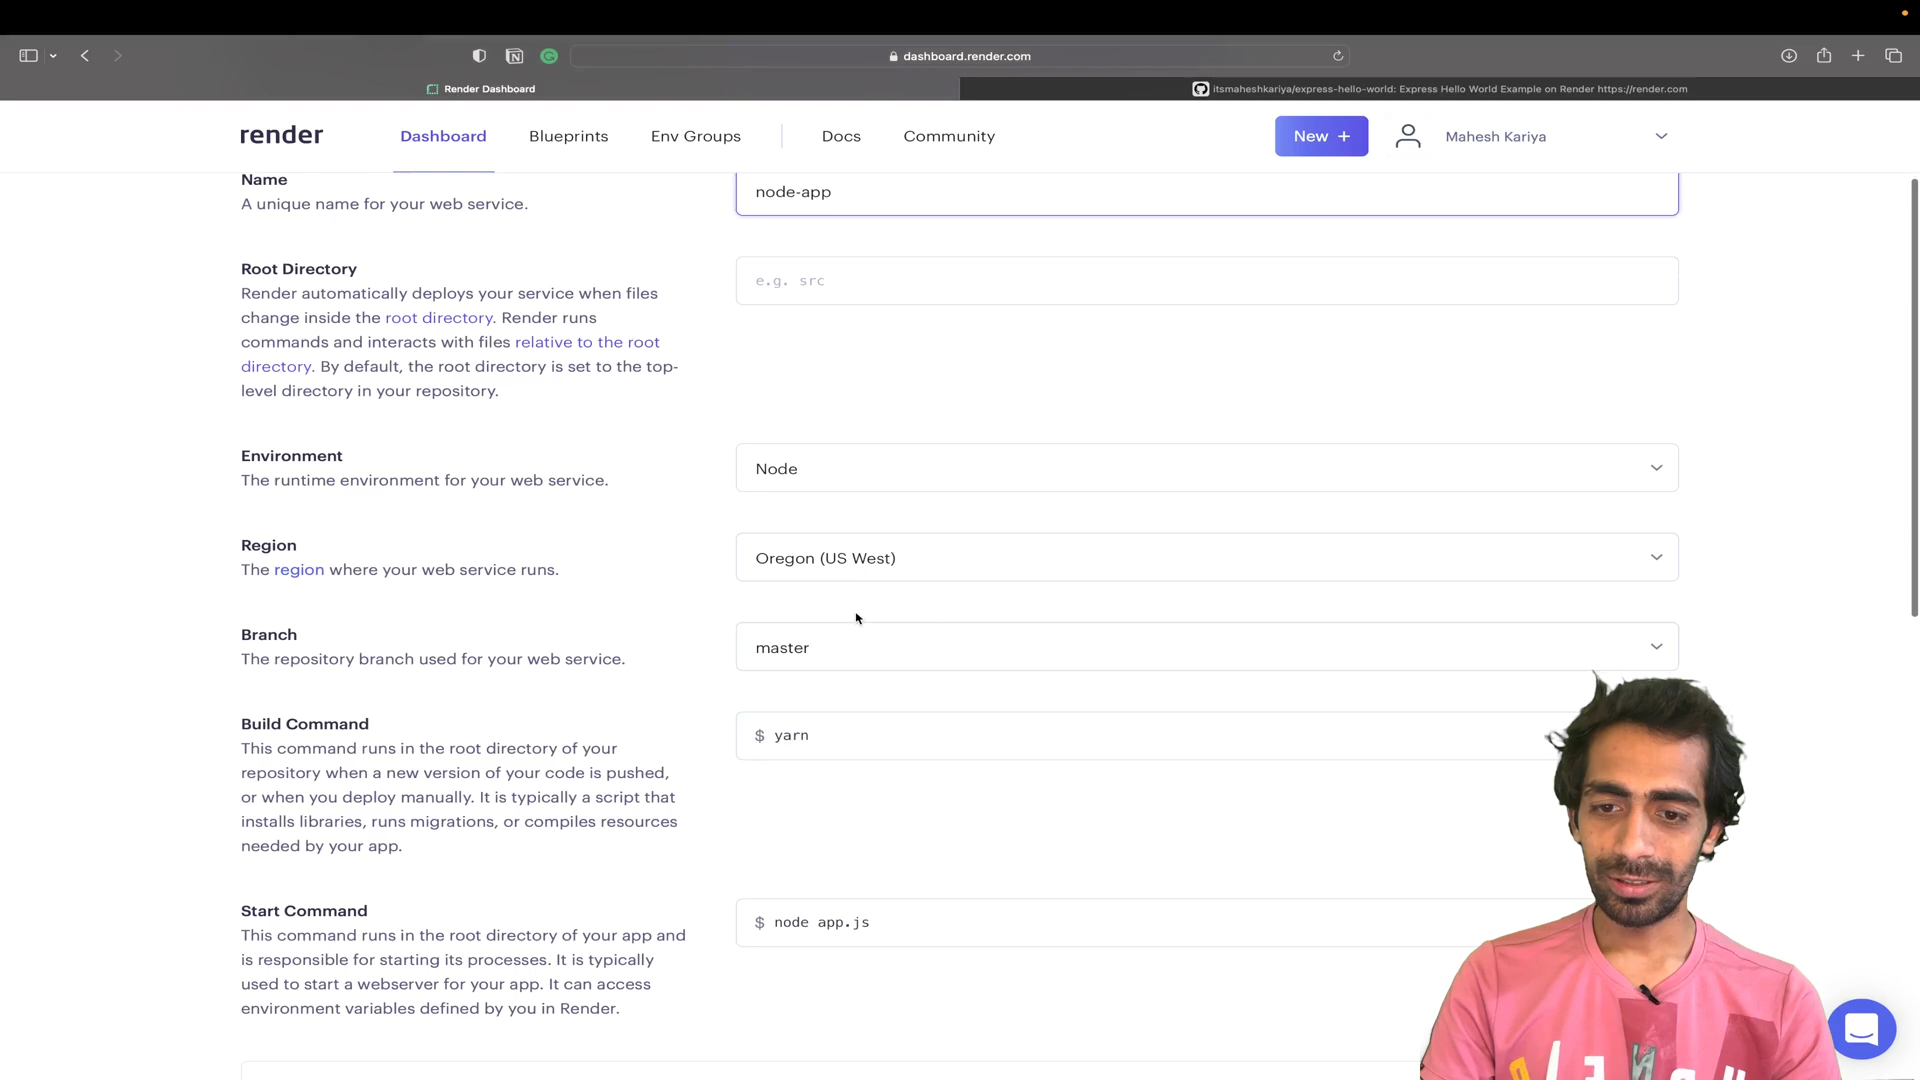 dashboard.render.com
Render Dashboard
itsmaheshkariya/express-hello-world: Express Hello World Example on Render https://render.com
render
Dashboard
Blueprints
Env Groups
Docs
Community
New +
Mahesh Kariya
Name
A unique name for your web service.
node-app
Root Directory
Render automatically deploys your service when files
change inside the root directory. Render runs
commands and interacts with files relative to the root
directory. By default, the root directory is set to the top-
level directory in your repository.
e.g. src
Environment
The runtime environment for your web service.
Node
Region
The region where your web service runs.
Oregon (US West)
Branch
The repository branch used for your web service.
master
Build Command
This command runs in the root directory of your
repository when a new version of your code is pushed,
or when you deploy manually. It is typically a script that
installs libraries, runs migrations, or compiles resources
needed by your app.
$ yarn
Start Command
This command runs in the root directory of your app and
is responsible for starting its processes. It is typically
used to start a webserver for your app. It can access
environment variables defined by you in Render.
$ node app.js